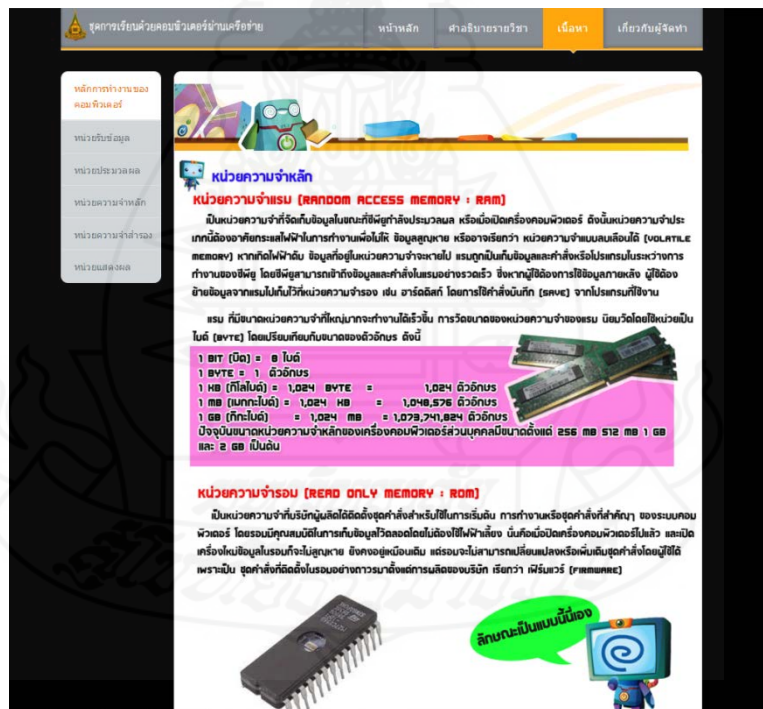 ชุดการเรียนด้วยคอมพิวเตอร์ผ่านเครือข่าย
หน้าหลัก
คำอธิบายรายวิชา
เนื้อหา
เกี่ยวกับผู้จัดทำ
หลักการทำงานของ
คอมพิวเตอร์
หน่วยรับข้อมูล
หน่วยประมวลผล
หน่วยความจำหลัก
หน่วยความจำสำรอง
หน่วยแสดงผล
หน่วยความจำหลัก
หน่วยความจำแรม (RANDOM ACCESS MEMORY : RAM)
เป็นหน่วยความจำที่จัดเก็บข้อมูลในขณะที่ซีพียูกำลังประมวลผล หรือเมื่อเปิดเครื่องคอมพิวเตอร์ ดังนั้นหน่วยความจำประ
เภทนี้ต้องอาศัยกระแสไฟฟ้าในการทำงานเพื่อไม่ให้ ข้อมูลสูญหาย หรืออาจเรียกว่า หน่วยความจำแบบลบเลือนได้ (VOLATILE
MEMORY) หากเกิดไฟฟ้าดับ ข้อมูลที่อยู่ในหน่วยความจำจะหายไป แรมถูกเป็นเก็บข้อมูลและคำสั่งหรือโปรแกรมในระหว่างการ
ทำงานของซีพียู โดยซีพียูสามารถเข้าถึงข้อมูลและคำสั่งในแรมอย่างรวดเร็ว ซึ่งหากผู้ใช้ต้องการใช้ข้อมูลภายหลัง ผู้ใช้ต้อง
ย้ายข้อมูลจากแรมไปเก็บไว้ที่หน่วยความจำรอง เช่น ฮาร์ดดิสก์ โดยการใช้คำสั่งบันทึก (SAVE) จากโปรแกรมที่ใช้งาน
แรม ที่มีขนาดหน่วยความจำที่ใหญ่มากจะทำงานได้เร็วขึ้น การวัดขนาดของหน่วยความจำของแรม นิยมวัดโดยใช้หน่วยเป็น
ไบต์ (BYTE) โดยเปรียบเทียบกับขนาดของตัวอักษร ดังนี้
1 BIT (บิต) = 8 ไบต์
1 BYTE = 1 ตัวอักษร
1 KB (กิโลไบต์) = 1,024 BYTE = 1,024 ตัวอักษร
1 MB (เมกกะไบต์) = 1,024 KB = 1,048,576 ตัวอักษร
1 GB (กิกะไบต์) = 1,024 MB = 1,073,741,824 ตัวอักษร
ปัจจุบันขนาดหน่วยความจำหลักของเครื่องคอมพิวเตอร์ส่วนบุคคลมีขนาดตั้งแต่ 256 MB 512 MB 1 GB
และ 2 GB เป็นต้น
หน่วยความจำรอม (READ ONLY MEMORY : ROM)
เป็นหน่วยความจำที่บริษัทผู้ผลิตได้ติดตั้งชุดคำสั่งสำหรับใช้ในการเริ่มต้น การทำงานหรือชุดคำสั่งที่สำคัญๆ ของระบบคอม
พิวเตอร์ โดยรอมมีคุณสมบัติในการเก็บข้อมูลไว้ตลอดโดยไม่ต้องใช้ไฟฟ้าเลี้ยง นั่นคือเมื่อปิดเครื่องคอมพิวเตอร์ไปแล้ว และเปิด
เครื่องใหม่ข้อมูลในรอมก็จะไม่สูญหาย ยังคงอยู่เหมือนเดิม แต่รอมจะไม่สามารถเปลี่ยนแปลงหรือเพิ่มเติมชุดคำสั่งโดยผู้ใช้ได้
เพราะเป็น ชุดคำสั่งที่ติดตั้งในรอมอย่างถาวรมาตั้งแต่การผลิตของบริษัท เรียกว่า เฟิร์มแวร์ (FIRMWARE)
ลักษณะเป็นแบบนี้นี่เอง